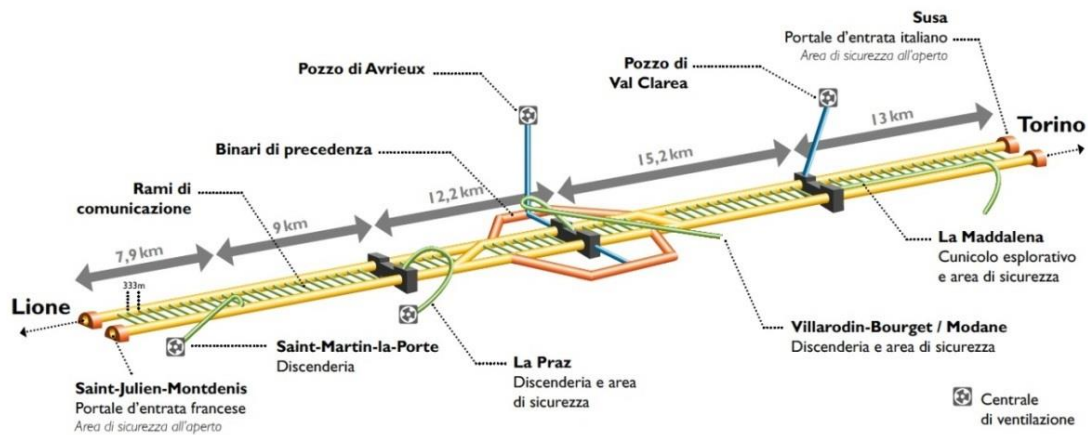 Susa
Portale d'entrata italiano
Area di sicurezza all'aperto
Pozzo di Avrieux
Pozzo di
Val Clarea
13 km
Torino
Binari di precedenza
15,2 km
Rami di
comunicazione
12,2 km
9 km
7,9 km
333m
Lione
La Maddalena
Cunicolo esplorativo
e area di sicurezza
Villarodin-Bourget / Modane
Discenderia e area di sicurezza
Saint-Martin-la-Porte
Discenderia
La Praz
Discenderia e area
di sicurezza
Saint-Julien-Montdenis
Portale d'entrata francese
Area di sicurezza all'aperto
Centrale
di ventilazione